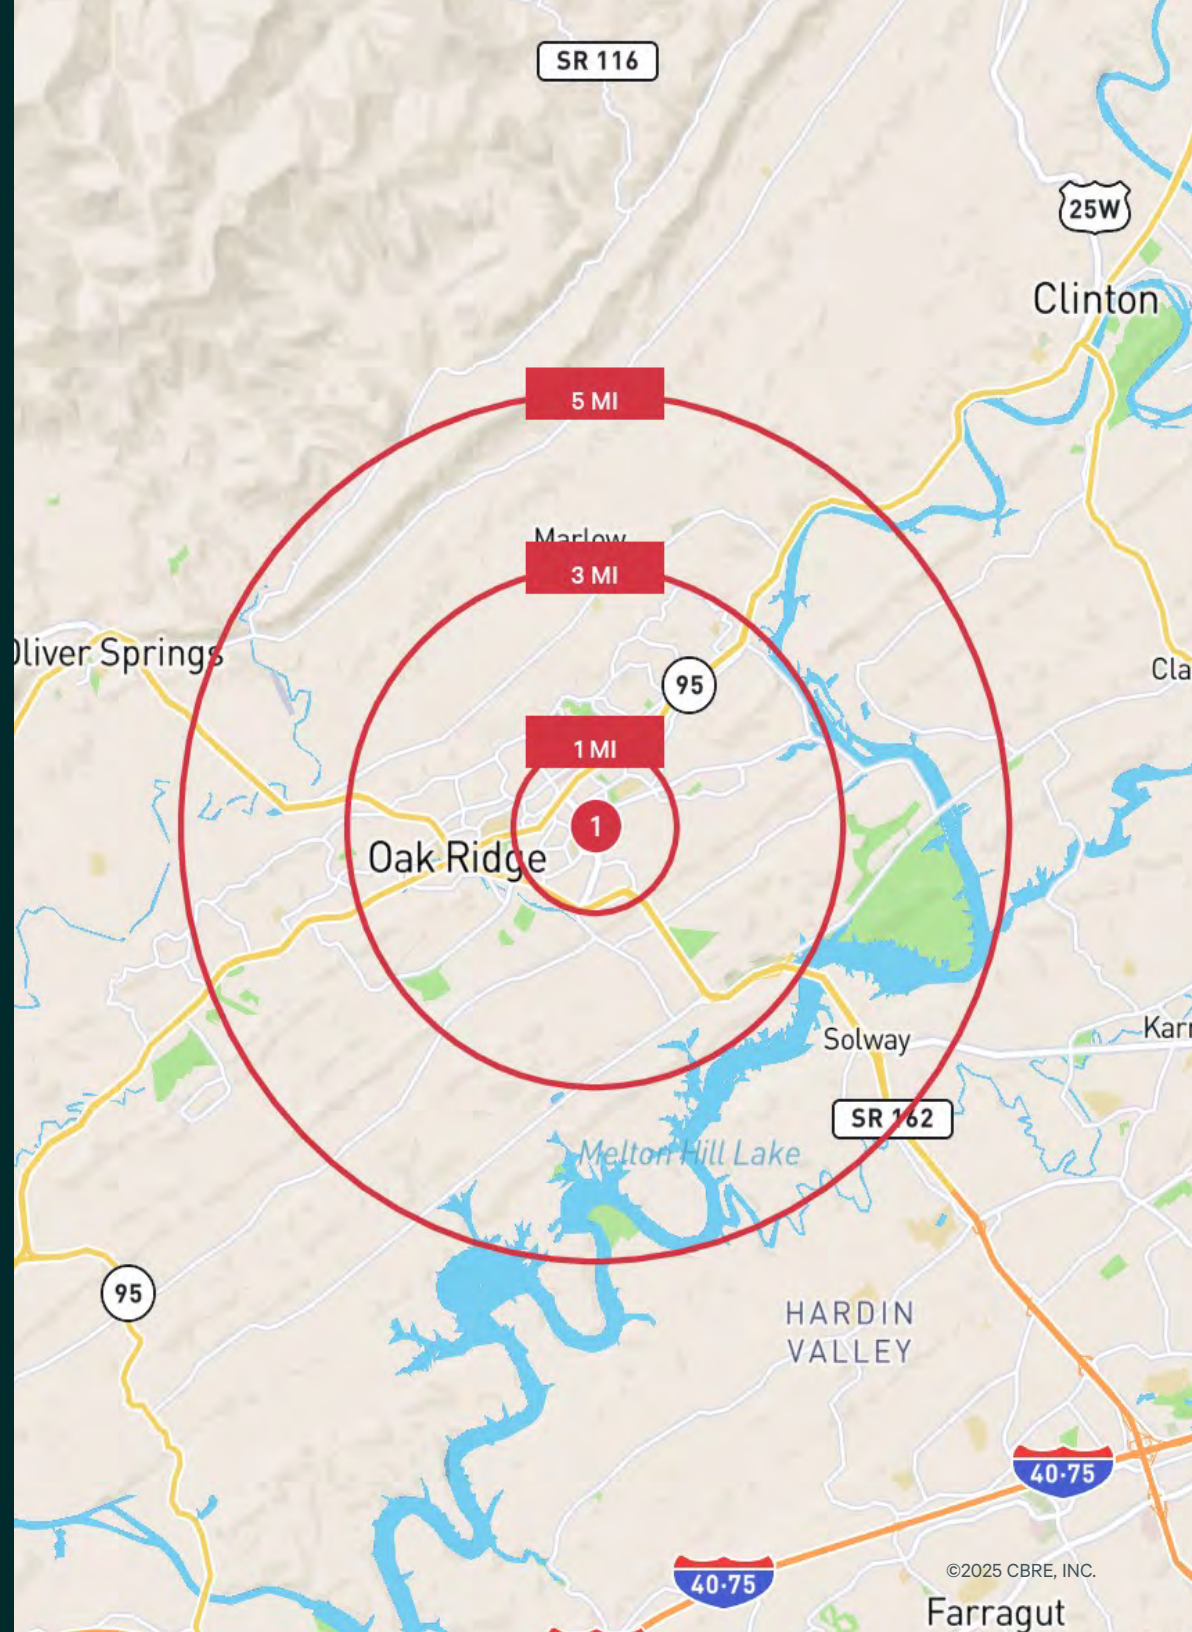 SR 116
25W
Clinton
5 MI
Marlow
3 MI
Oliver Springs
95
Cla
1 MI
1
Oak Ridge
Solway
Karn
SR 162
Melton Hill Lake
95
HARDIN
VALLEY
40·75
40·75
©2025 CBRE, INC.
Farragut